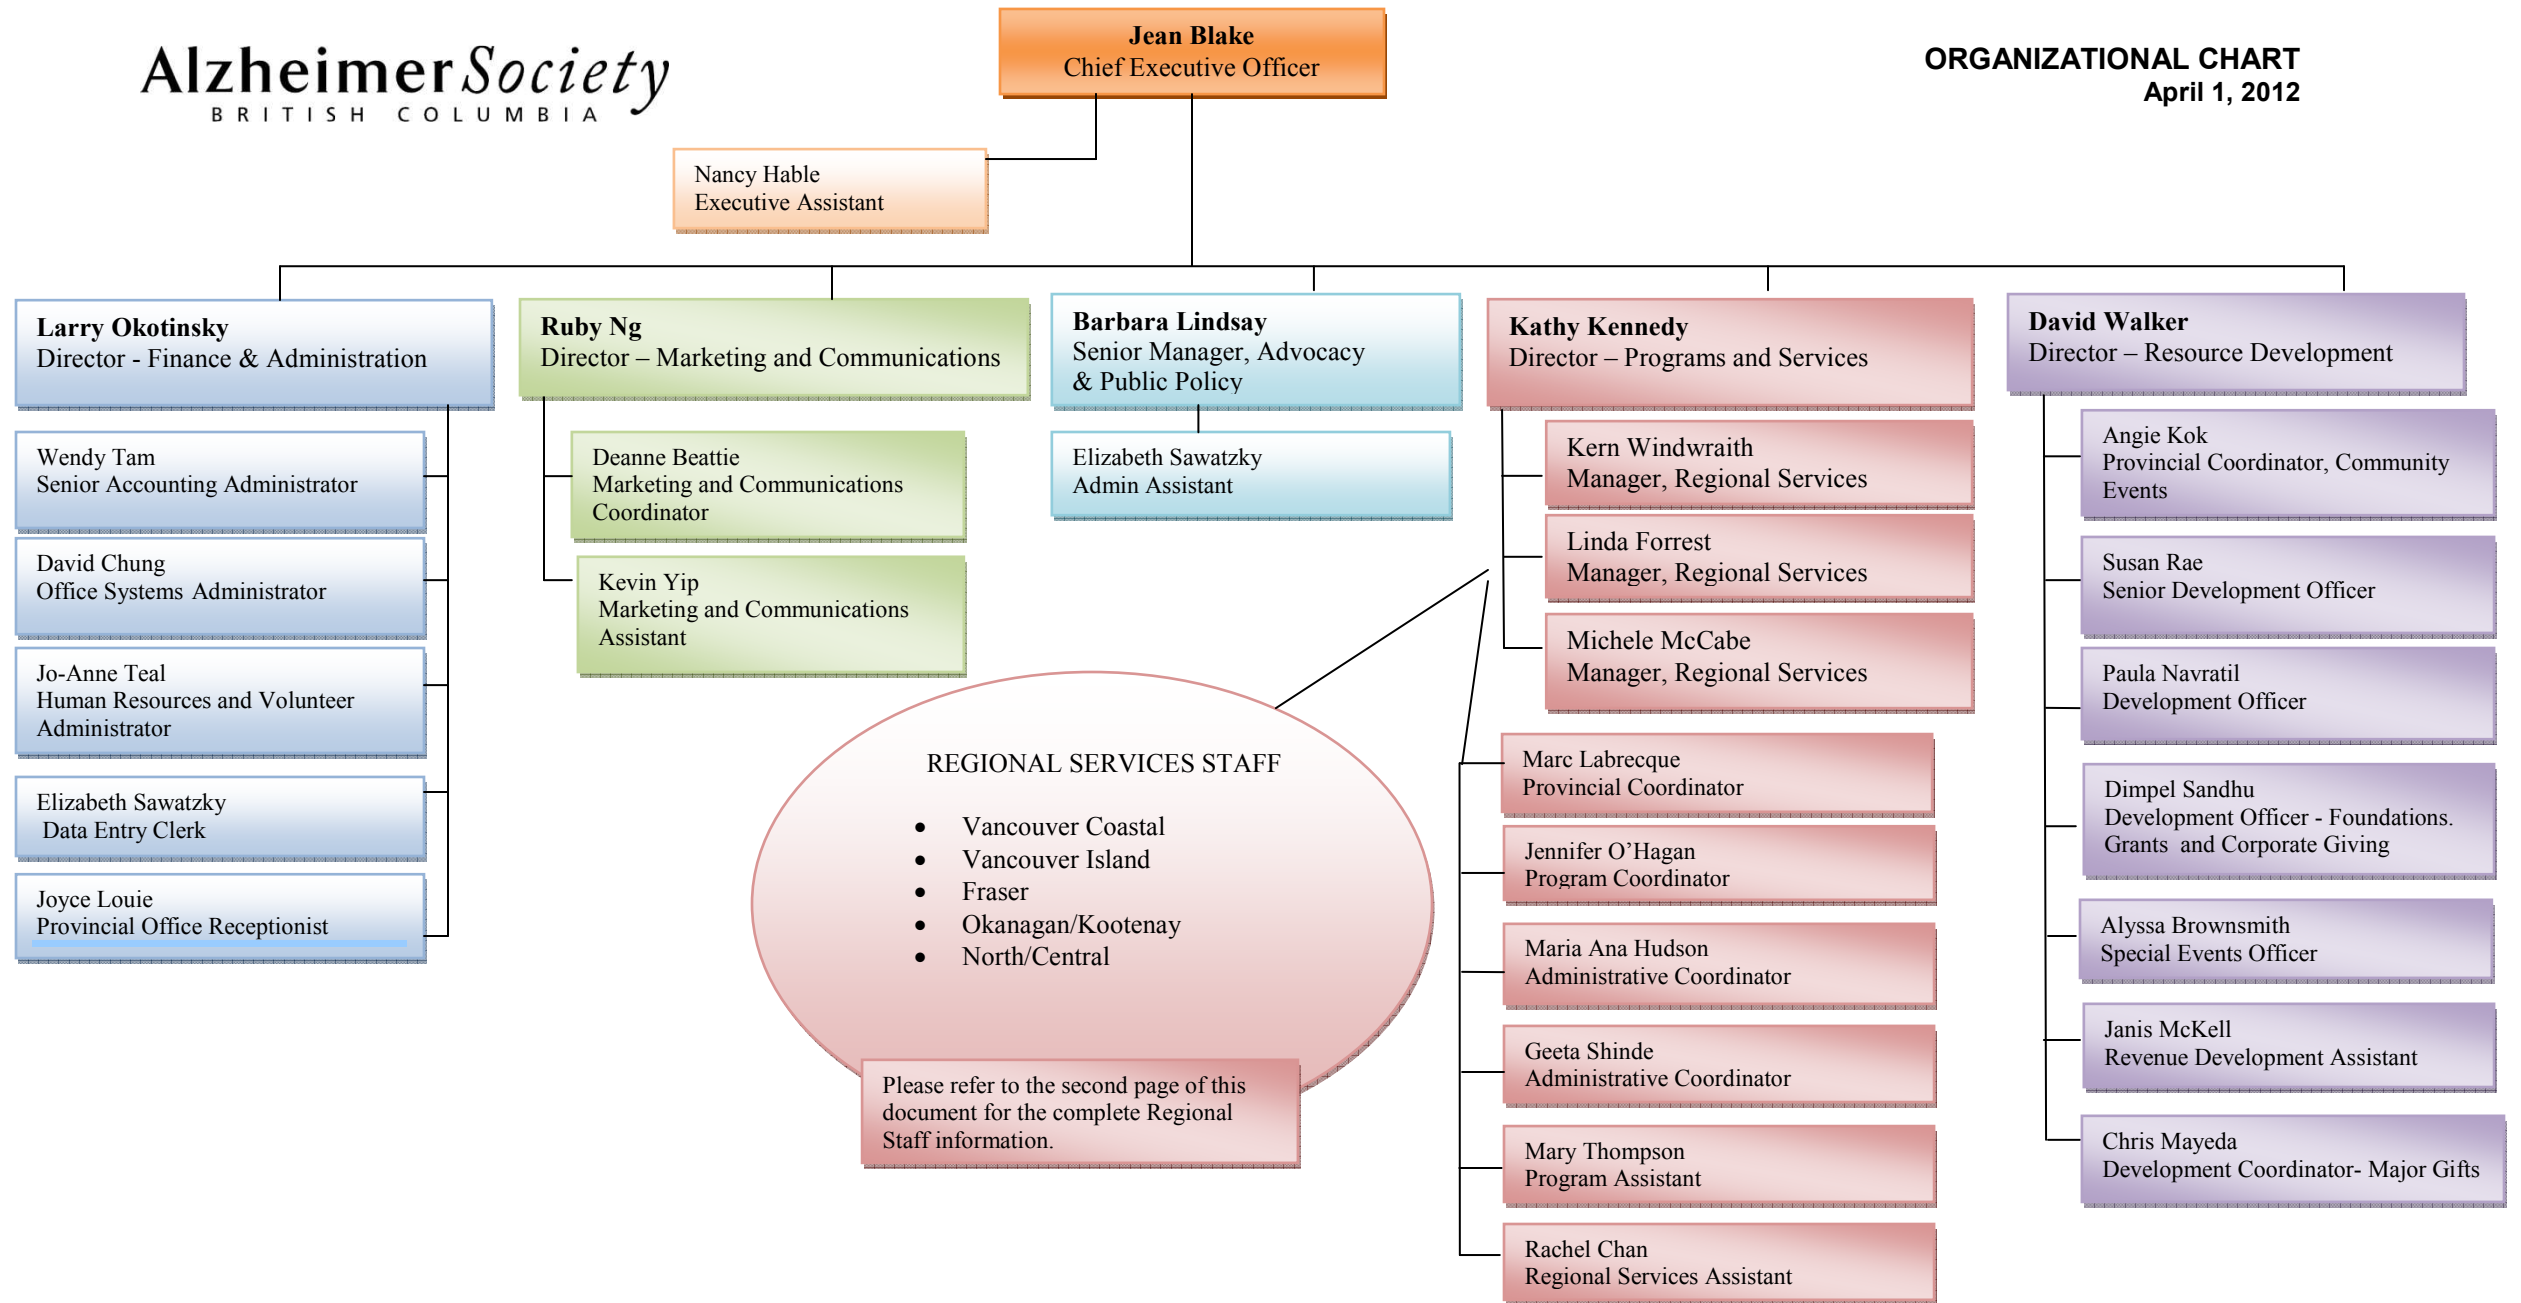 Alzheimer Society
BRITISH COLUMBIA
Jean Blake
Chief Executive Officer
ORGANIZATIONAL CHART
April 1, 2012
Nancy Hable
Executive Assistant
Larry Okotinsky
Director - Finance & Administration
Wendy Tam
Senior Accounting Administrator
David Chung
Office Systems Administrator
Jo-Anne Teal
Human Resources and Volunteer
Administrator
Elizabeth Sawatzky
Data Entry Clerk
Joyce Louie
Provincial Office Receptionist
Ruby Ng
Director – Marketing and Communications
Deanne Beattie
Marketing and Communications
Coordinator
Kevin Yip
Marketing and Communications
Assistant
Barbara Lindsay
Senior Manager, Advocacy
& Public Policy
Elizabeth Sawatzky
Admin Assistant
Kathy Kennedy
Director – Programs and Services
Kern Windwraith
Manager, Regional Services
Linda Forrest
Manager, Regional Services
Michele McCabe
Manager, Regional Services
REGIONAL SERVICES STAFF
• Vancouver Coastal
• Vancouver Island
• Fraser
• Okanagan/Kootenay
• North/Central
Please refer to the second page of this
document for the complete Regional
Staff information.
Marc Labrecque
Provincial Coordinator
Jennifer O’Hagan
Program Coordinator
Maria Ana Hudson
Administrative Coordinator
Geeta Shinde
Administrative Coordinator
Mary Thompson
Program Assistant
Rachel Chan
Regional Services Assistant
David Walker
Director – Resource Development
Angie Kok
Provincial Coordinator, Community
Events
Susan Rae
Senior Development Officer
Paula Navratil
Development Officer
Dimpel Sandhu
Development Officer - Foundations.
Grants and Corporate Giving
Alyssa Brownsmith
Special Events Officer
Janis McKell
Revenue Development Assistant
Chris Mayeda
Development Coordinator- Major Gifts